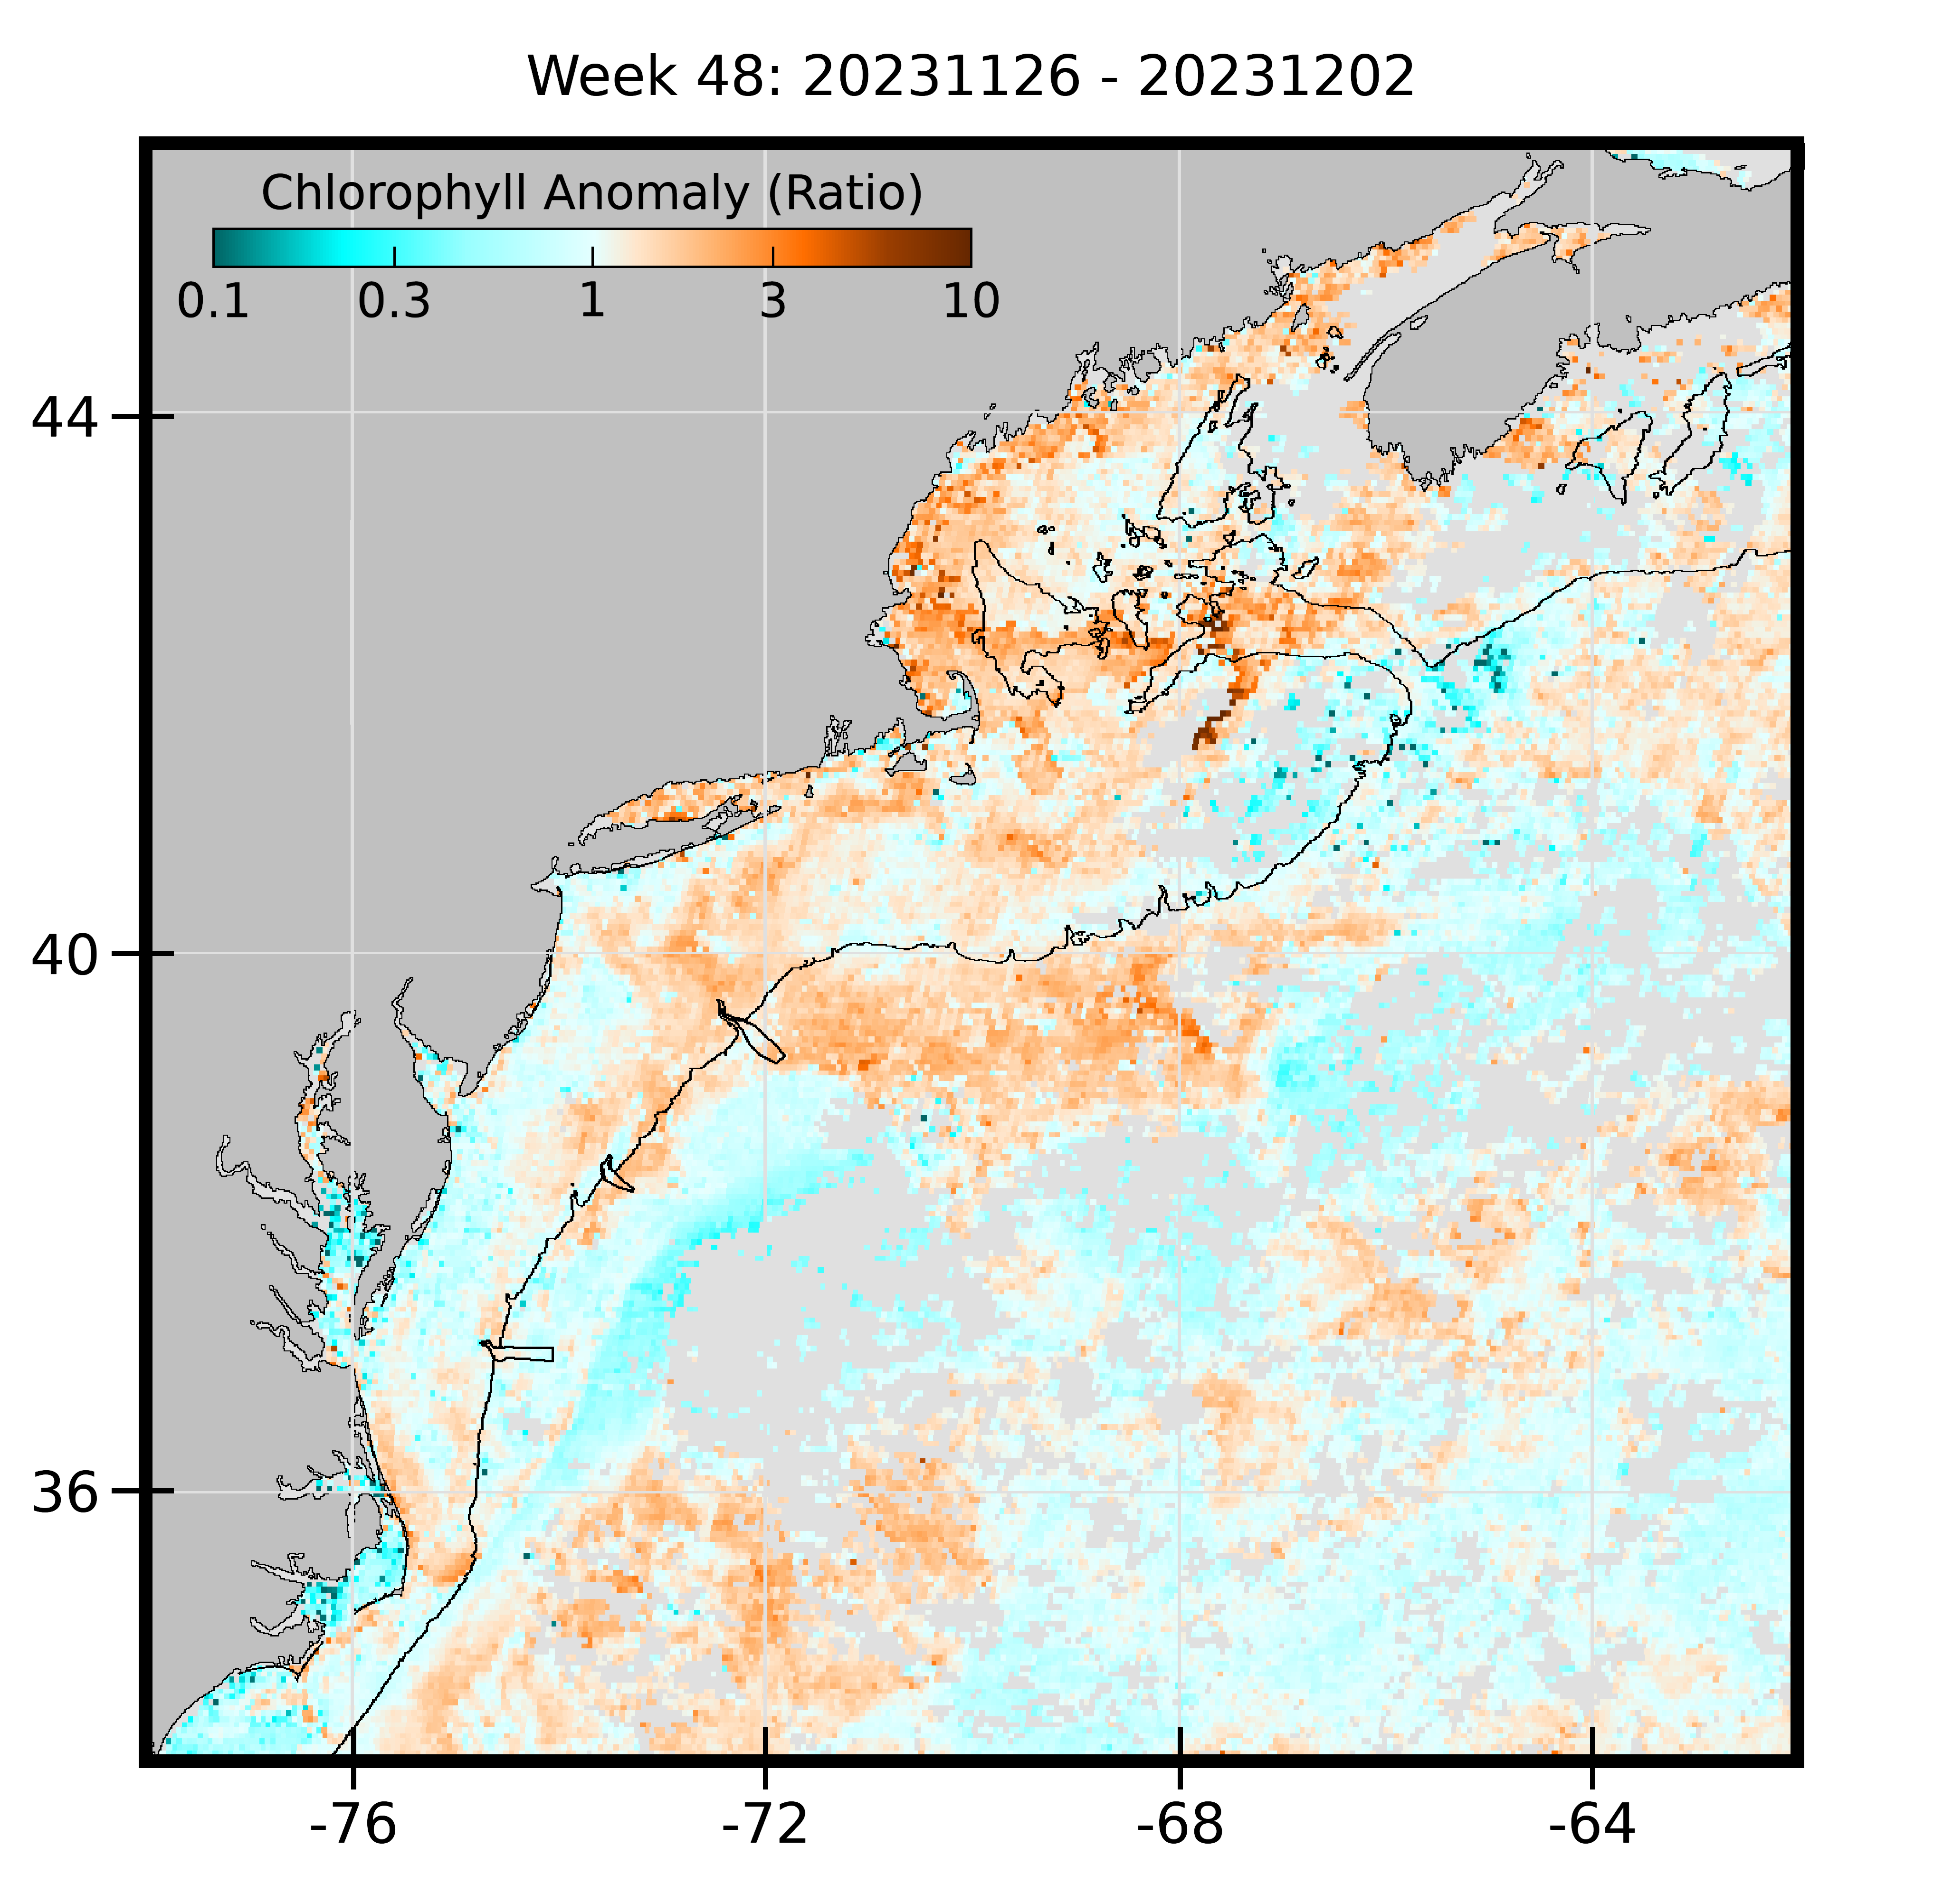 Week 48: 20231126 - 20231202
Chlorophyll Anomaly (Ratio)
0.1 0.3 1 3 10
44
40
36
-76 -72 -68 -64